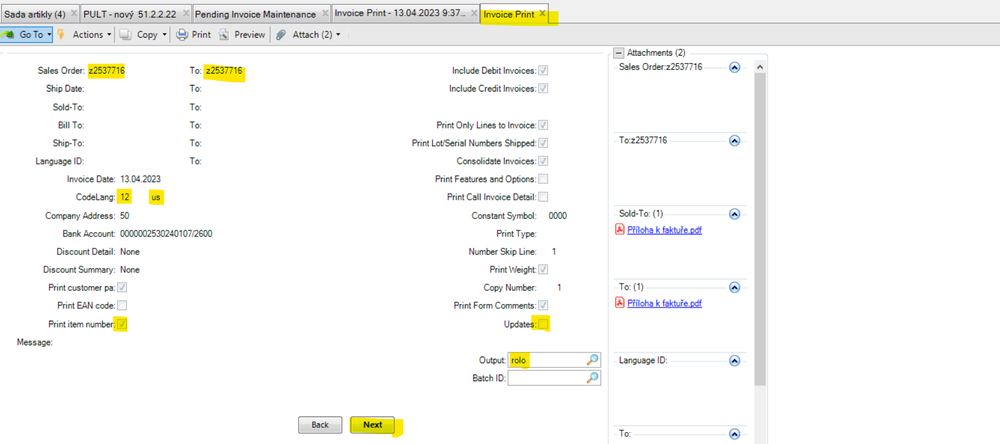 Sada artikly (4) PULT - nový 51.2.2.22 Pending Invoice Maintenance Invoice Print - 13.04.2023 9:37... Invoice Print
Go To Actions Copy Print Preview Attach (2)
Attachments (2)
Sales Order: z2537716 To: z2537716 Include Debit Invoices: Sales Order:z2537716
Ship Date: To: Include Credit Invoices:
Sold-To: To:
Bill To: To: Print Only Lines to Invoice:
Ship-To: To: Print Lot/Serial Numbers Shipped: To:z2537716
Language ID: To: Consolidate Invoices:
Invoice Date: 13.04.2023 Print Features and Options:
CodeLang: 12 us Print Call Invoice Detail:
Company Address: 50 Constant Symbol: 0000 Sold-To: (1)
Bank Account: 0000002530240107/2600 Print Type: Příloha k faktuře.pdf
Discount Detail: None Number Skip Line: 1
Discount Summary: None Print Weight:
Print customer pa: Copy Number: 1 To: (1)
Print EAN code: Print Form Comments: Příloha k faktuře.pdf
Print item number: Updates:
Message:
Output: rolo Language ID:
Batch ID:
Back Next
To: